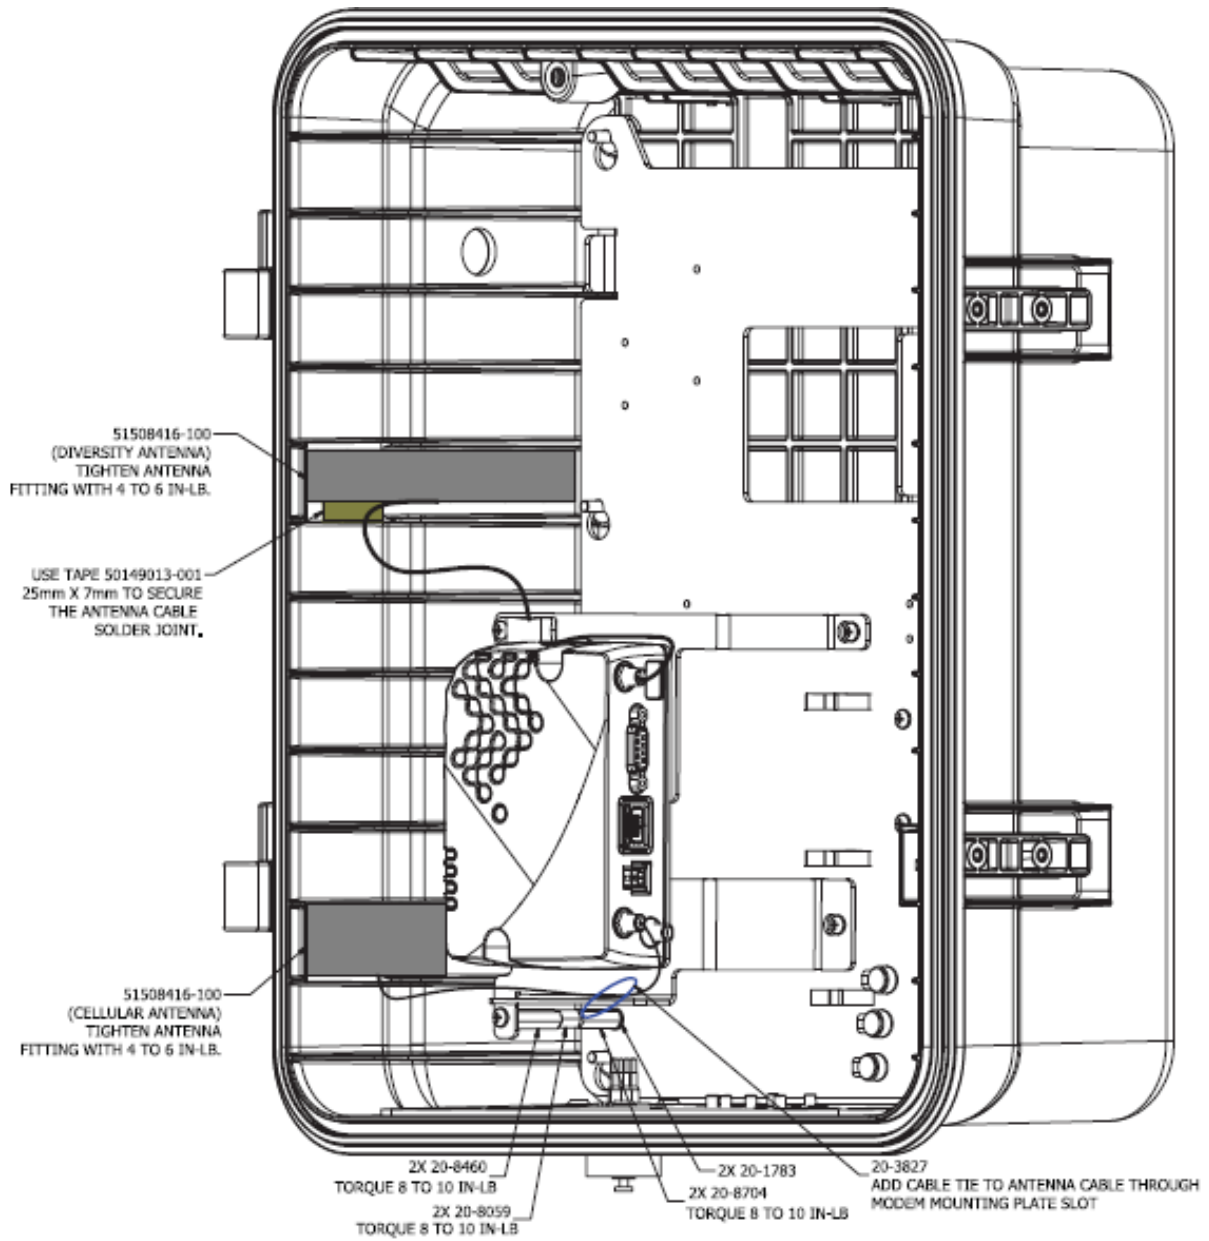 51508416-100
(DIVERSITY ANTENNA)
TIGHTEN ANTENNA
FITTING WITH 4 TO 6 IN-LB.
USE TAPE 50149013-001
25mm X 7mm TO SECURE
THE ANTENNA CABLE
SOLDER JOINT.
51508416-100
(CELLULAR ANTENNA)
TIGHTEN ANTENNA
FITTING WITH 4 TO 6 IN-LB.
2X 20-8460
TORQUE 8 TO 10 IN-LB
2X 20-8059
TORQUE 8 TO 10 IN-LB
2X 20-1783
2X 20-8704
TORQUE 8 TO 10 IN-LB
20-3827
ADD CABLE TIE TO ANTENNA CABLE THROUGH
MODEM MOUNTING PLATE SLOT